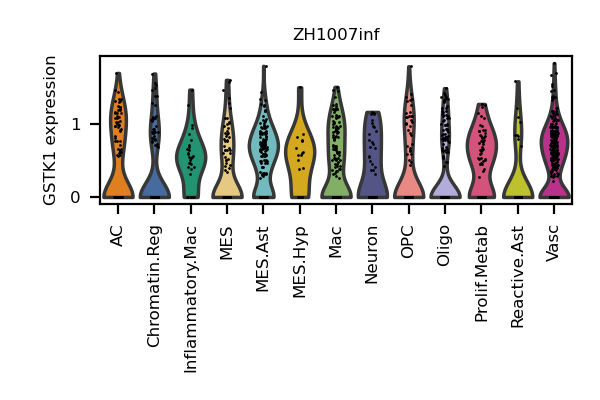 ZH1007inf
GSTK1 expression
1
0
AC
Chromatin.Reg
Inflammatory.Mac
MES
MES.Ast
MES.Hyp
Mac
Neuron
OPC
Oligo
Prolif.Metab
Reactive.Ast
Vasc